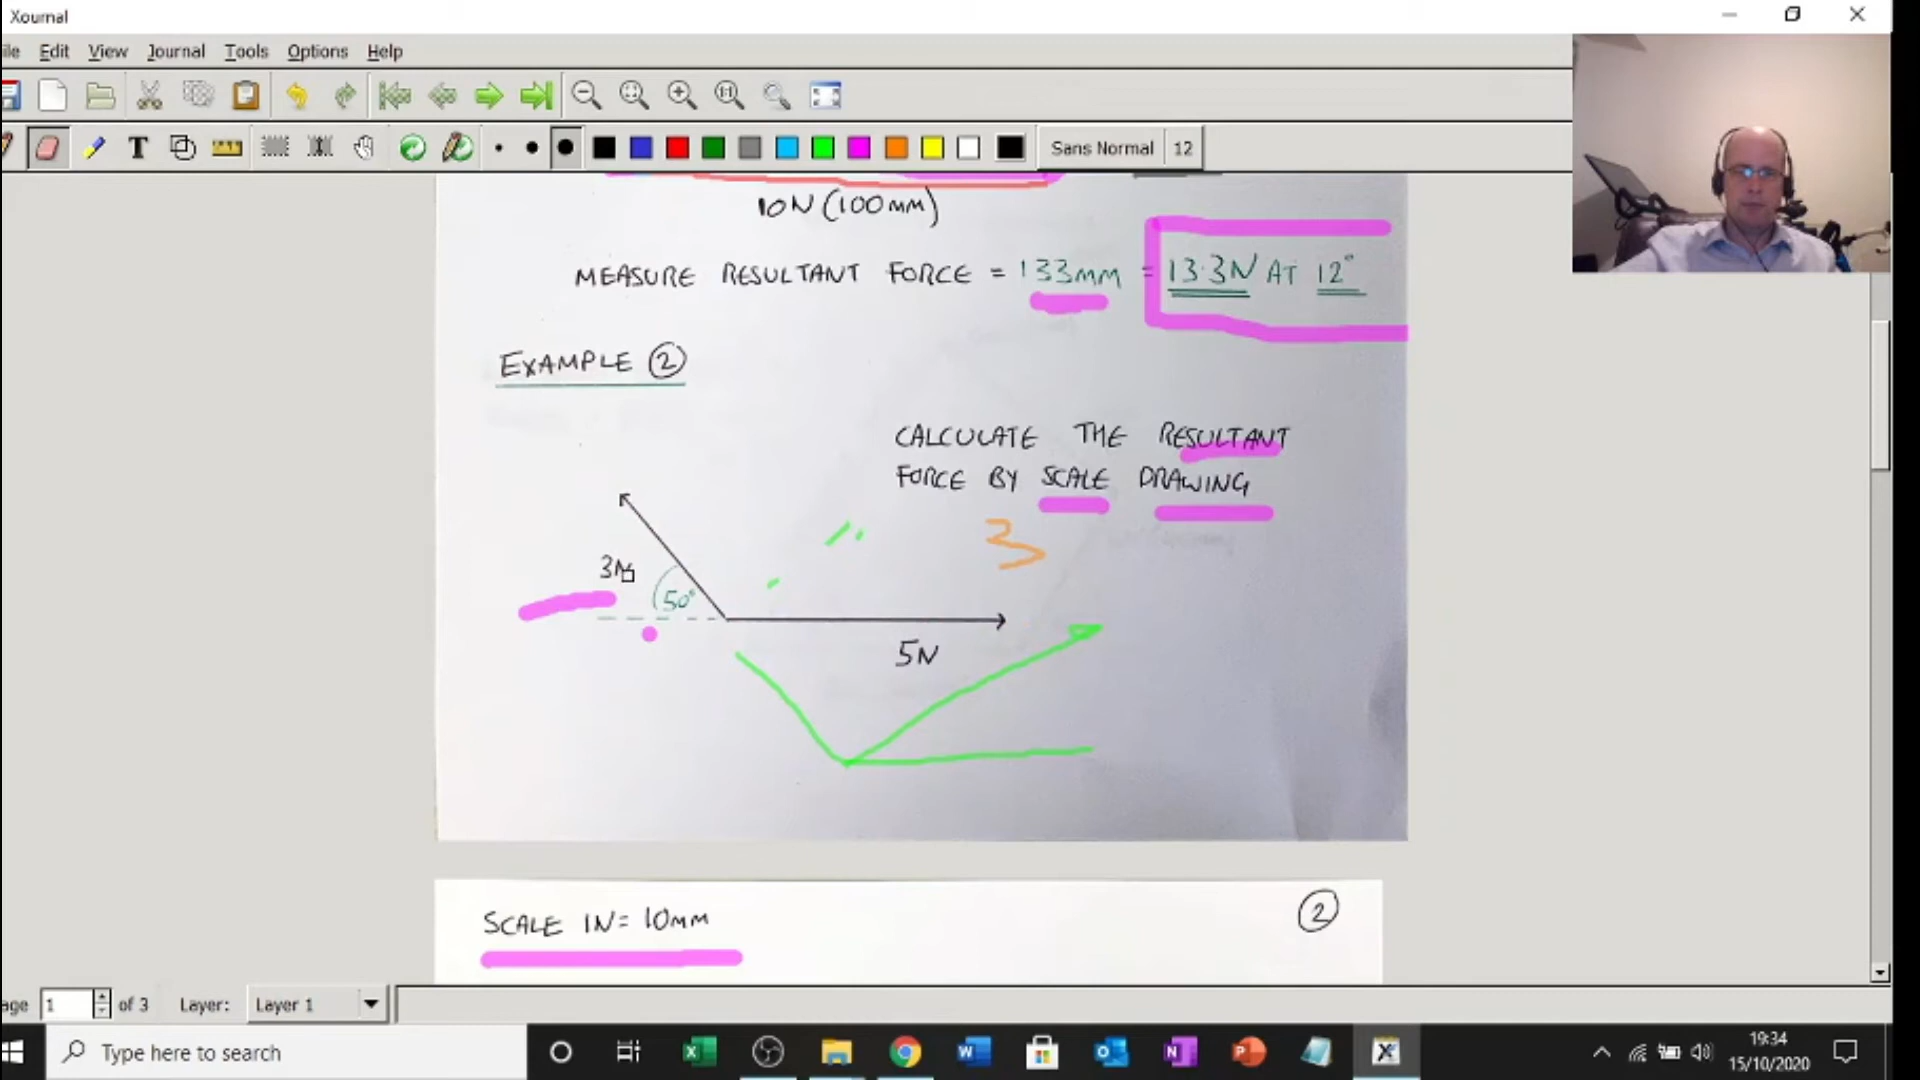 Xournal
ile Edit View Journal Tools Options Help
T
Sans Normal 12
10N (100mm)
MEASURE RESULTANT FORCE = 133mm = 13.3N AT 12°
EXAMPLE ②
CALCULATE THE RESULTANT
FORCE BY SCALE DRAWING
3
3N
50°
5N
SCALE 1N = 10mm
②
age 1 of 3 Layer: Layer 1
Type here to search
19:34
15/10/2020